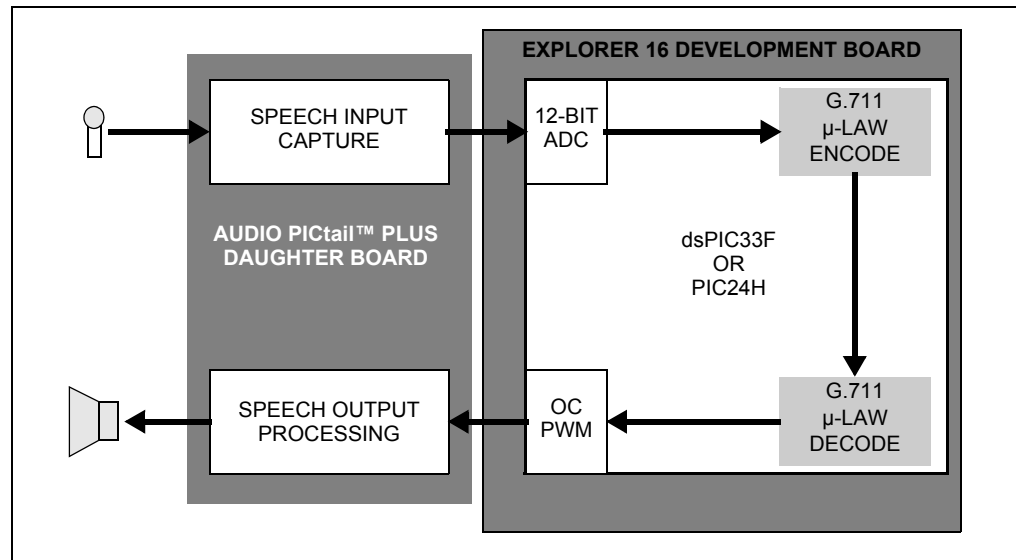 EXPLORER 16 DEVELOPMENT BOARD
SPEECH INPUT
CAPTURE
12-BIT
ADC
G.711
µ-LAW
ENCODE
AUDIO PICtail™ PLUS
DAUGHTER BOARD
dsPIC33F
OR
PIC24H
SPEECH OUTPUT
PROCESSING
OC
PWM
G.711
µ-LAW
DECODE